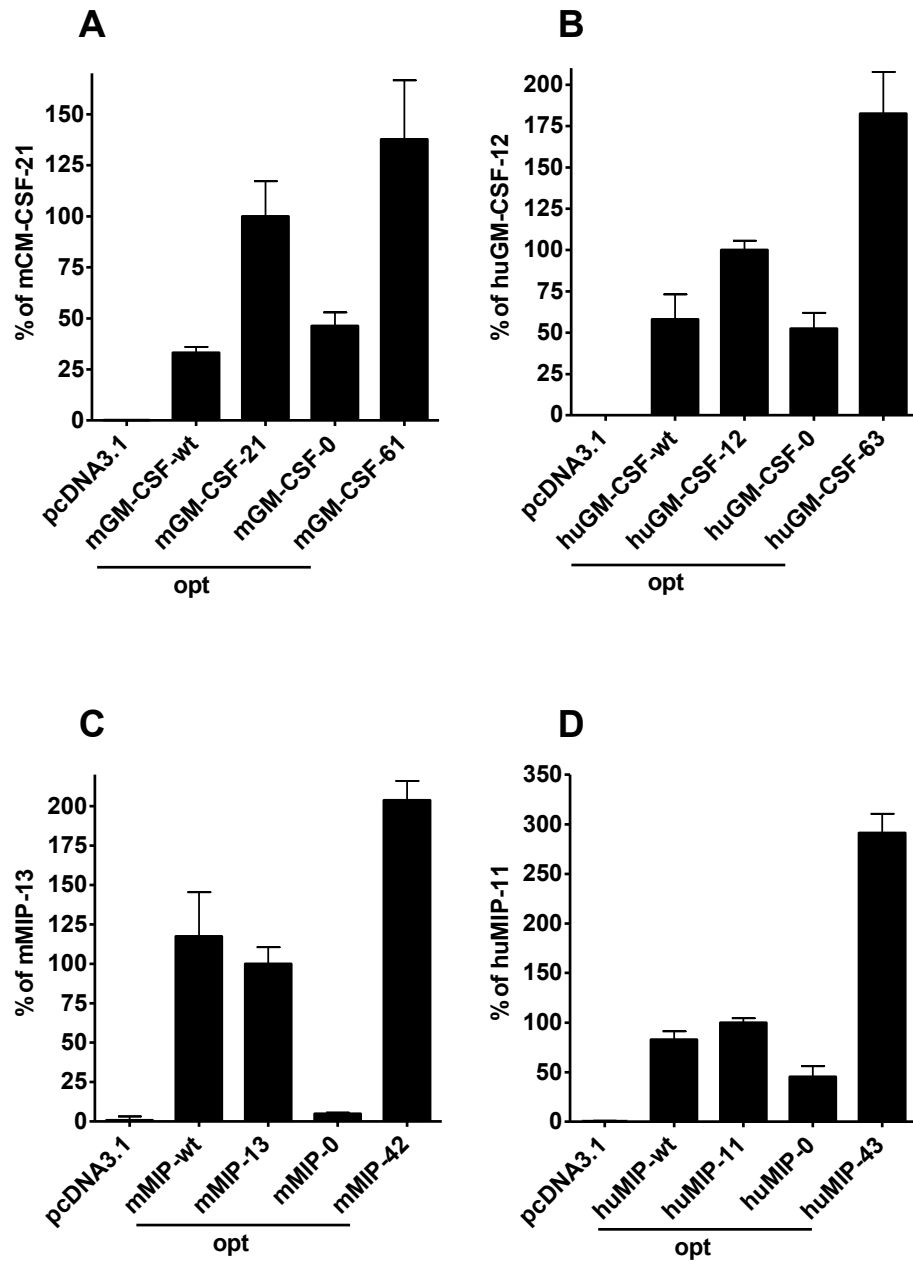 A
% of mCM-CSF-21
150
125
100
75
50
25
0
pcDNA3.1
mGM-CSF-wt
mGM-CSF-21
mGM-CSF-0
mGM-CSF-61
opt
B
% of huGM-CSF-12
200
175
150
125
100
75
50
25
0
pcDNA3.1
huGM-CSF-wt
huGM-CSF-12
huGM-CSF-0
huGM-CSF-63
opt
C
% of mMIP-13
200
175
150
125
100
75
50
25
0
pcDNA3.1
mMIP-wt
mMIP-13
mMIP-0
mMIP-42
opt
D
% of huMIP-11
350
300
250
200
150
100
50
0
pcDNA3.1
huMIP-wt
huMIP-11
huMIP-0
huMIP-43
opt